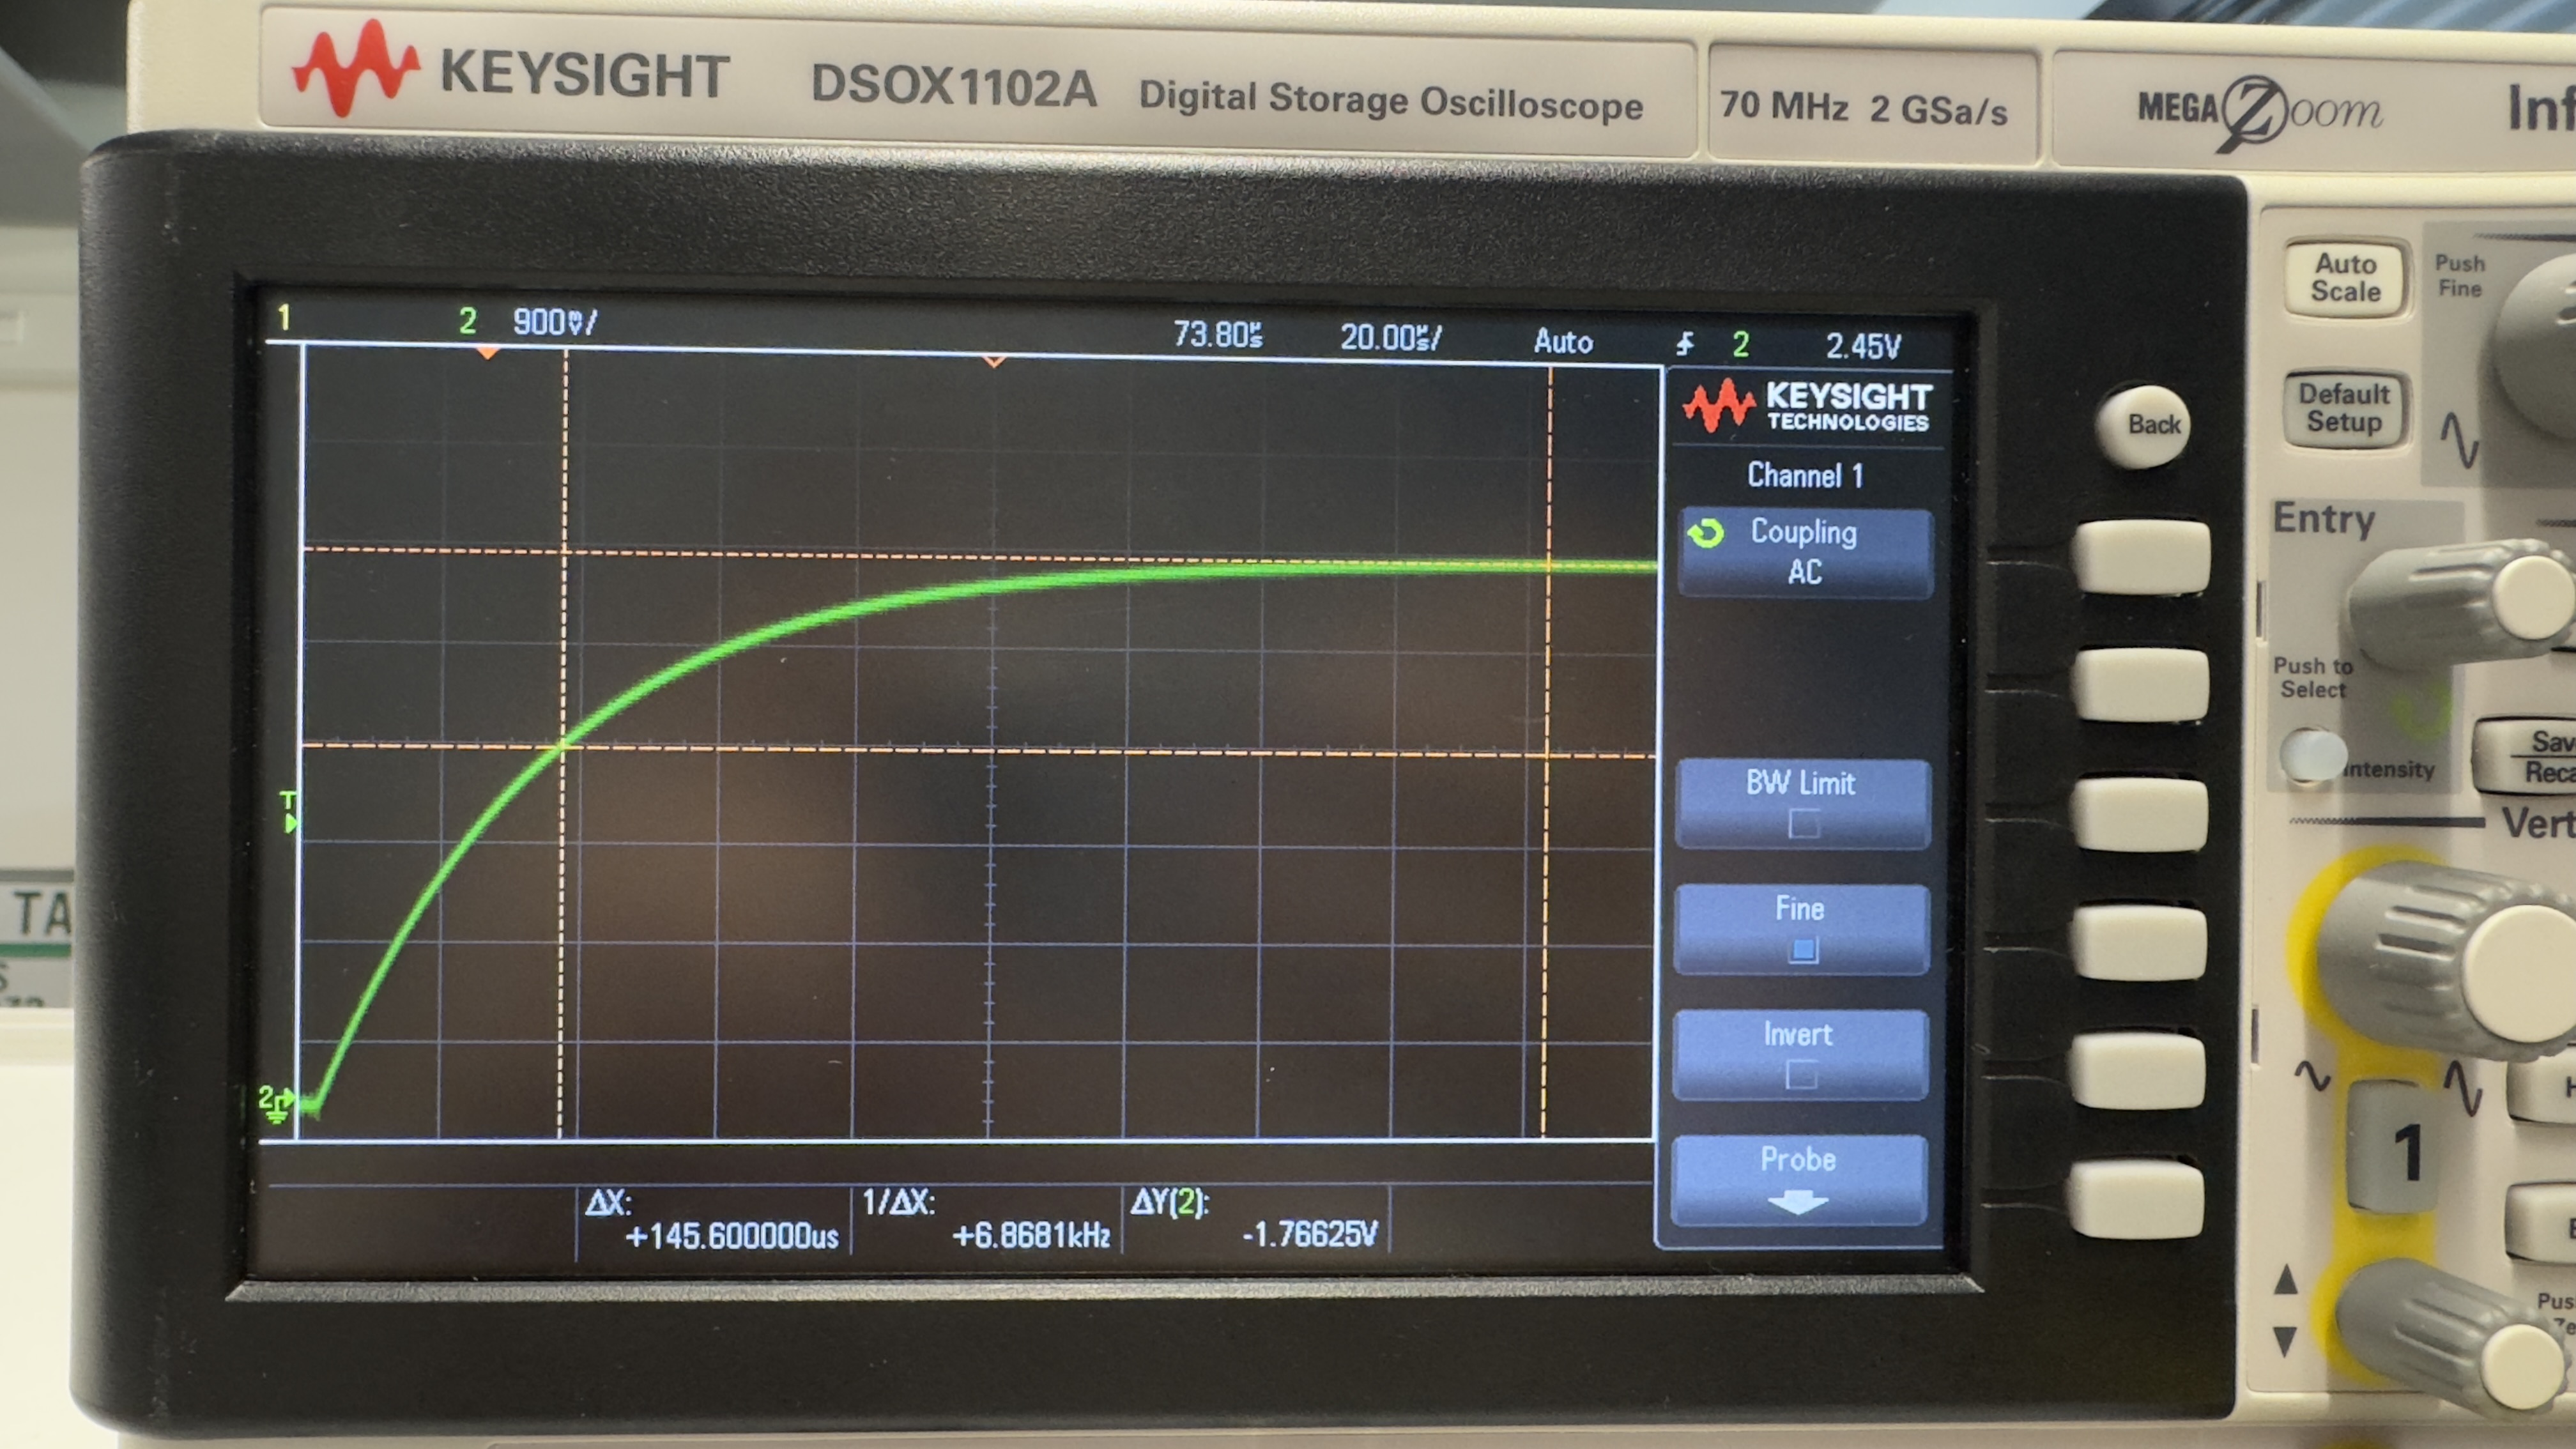 KEYSIGHT DSOX1102A Digital Storage Oscilloscope 70 MHz 2 GSa/s MEGA Zoom Inf
1 2 900mV/ 73.80µs 20.00µs/ Auto 2 2.45V
KEYSIGHT
TECHNOLOGIES
Channel 1
Coupling
AC
BW Limit
Fine
Invert
Probe
T
2
ΔX:
+145.600000us
1/ΔX:
+6.8681kHz
ΔY(2):
-1.76625V
Back
Auto
Scale
Push
Fine
Default
Setup
Entry
Push to
Select
Intensity
Sav
Reca
Vert
1
H
Pus
TA